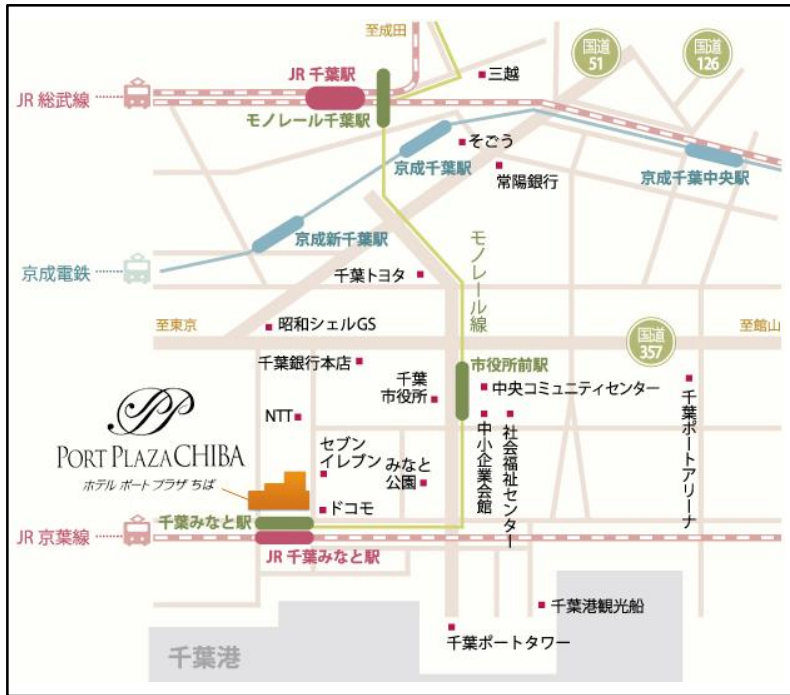 至成田
国道
51
国道
126
JR 千葉駅
三越
JR 総武線
モノレール千葉駅
そごう
京成千葉駅
常陽銀行
京成千葉中央駅
京成新千葉駅
モノレール線
京成電鉄
千葉トヨタ
至東京
昭和シェルGS
国道
357
至館山
千葉銀行本店
市役所前駅
千葉
市役所
中央コミュニティセンター
千葉ポートアリーナ
NTT
中小企業会館
社会福祉センター
PORT PLAZA CHIBA
ホテル ポートプラザ ちば
セブン
イレブン
みなと
公園
ドコモ
千葉みなと駅
JR 京葉線
JR 千葉みなと駅
千葉港観光船
千葉ポートタワー
千葉港